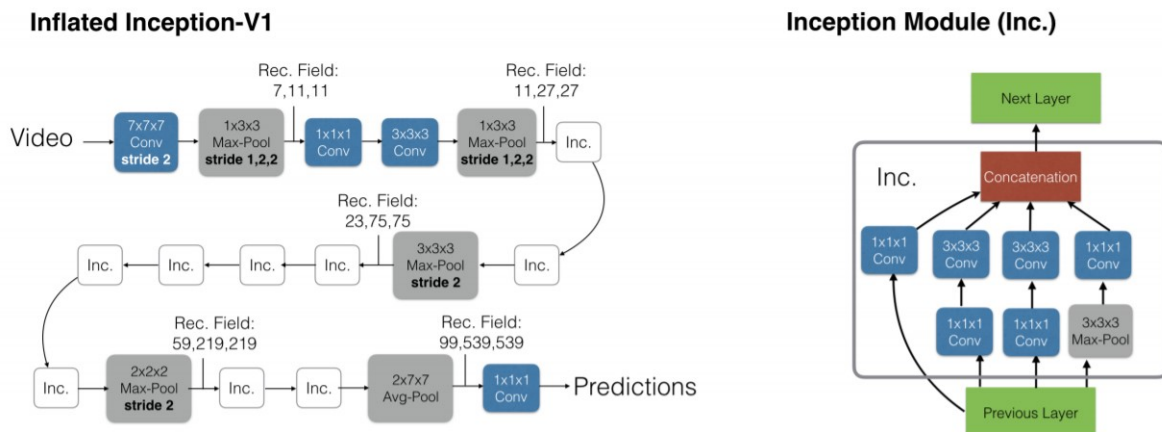 Inflated Inception-V1
Rec. Field:
7,11,11
Rec. Field:
11,27,27
Video
7x7x7
Conv
stride 2
1x3x3
Max-Pool
stride 1,2,2
1x1x1
Conv
3x3x3
Conv
1x3x3
Max-Pool
stride 1,2,2
Inc.
Rec. Field:
23,75,75
Inc.
Inc.
Inc.
Inc.
3x3x3
Max-Pool
stride 2
Inc.
Rec. Field:
59,219,219
Rec. Field:
99,539,539
Inc.
2x2x2
Max-Pool
stride 2
Inc.
Inc.
2x7x7
Avg-Pool
1x1x1
Conv
Predictions
Inception Module (Inc.)
Next Layer
Inc.
Concatenation
1x1x1
Conv
3x3x3
Conv
3x3x3
Conv
1x1x1
Conv
1x1x1
Conv
1x1x1
Conv
3x3x3
Max-Pool
Previous Layer